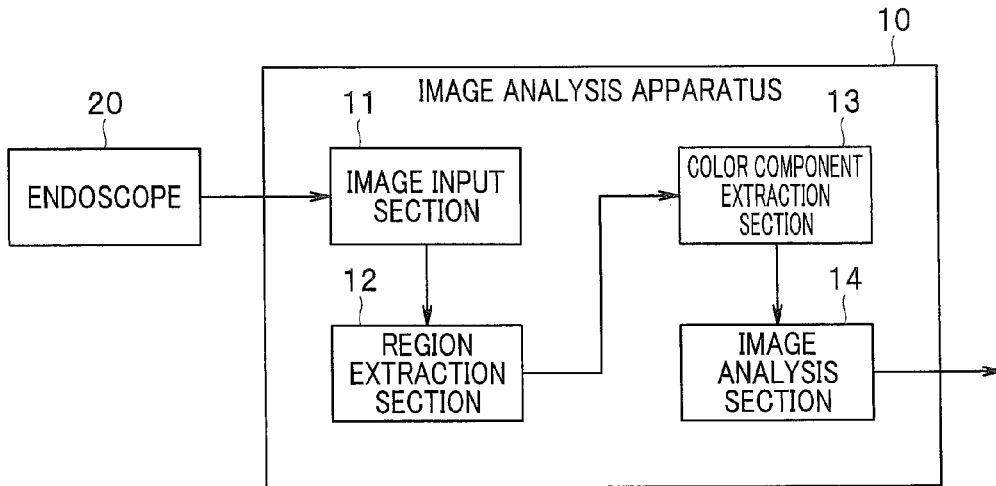 10
IMAGE ANALYSIS APPARATUS
20
ENDOSCOPE
11
IMAGE INPUT
SECTION
13
COLOR COMPONENT
EXTRACTION
SECTION
12
REGION
EXTRACTION
SECTION
14
IMAGE
ANALYSIS
SECTION